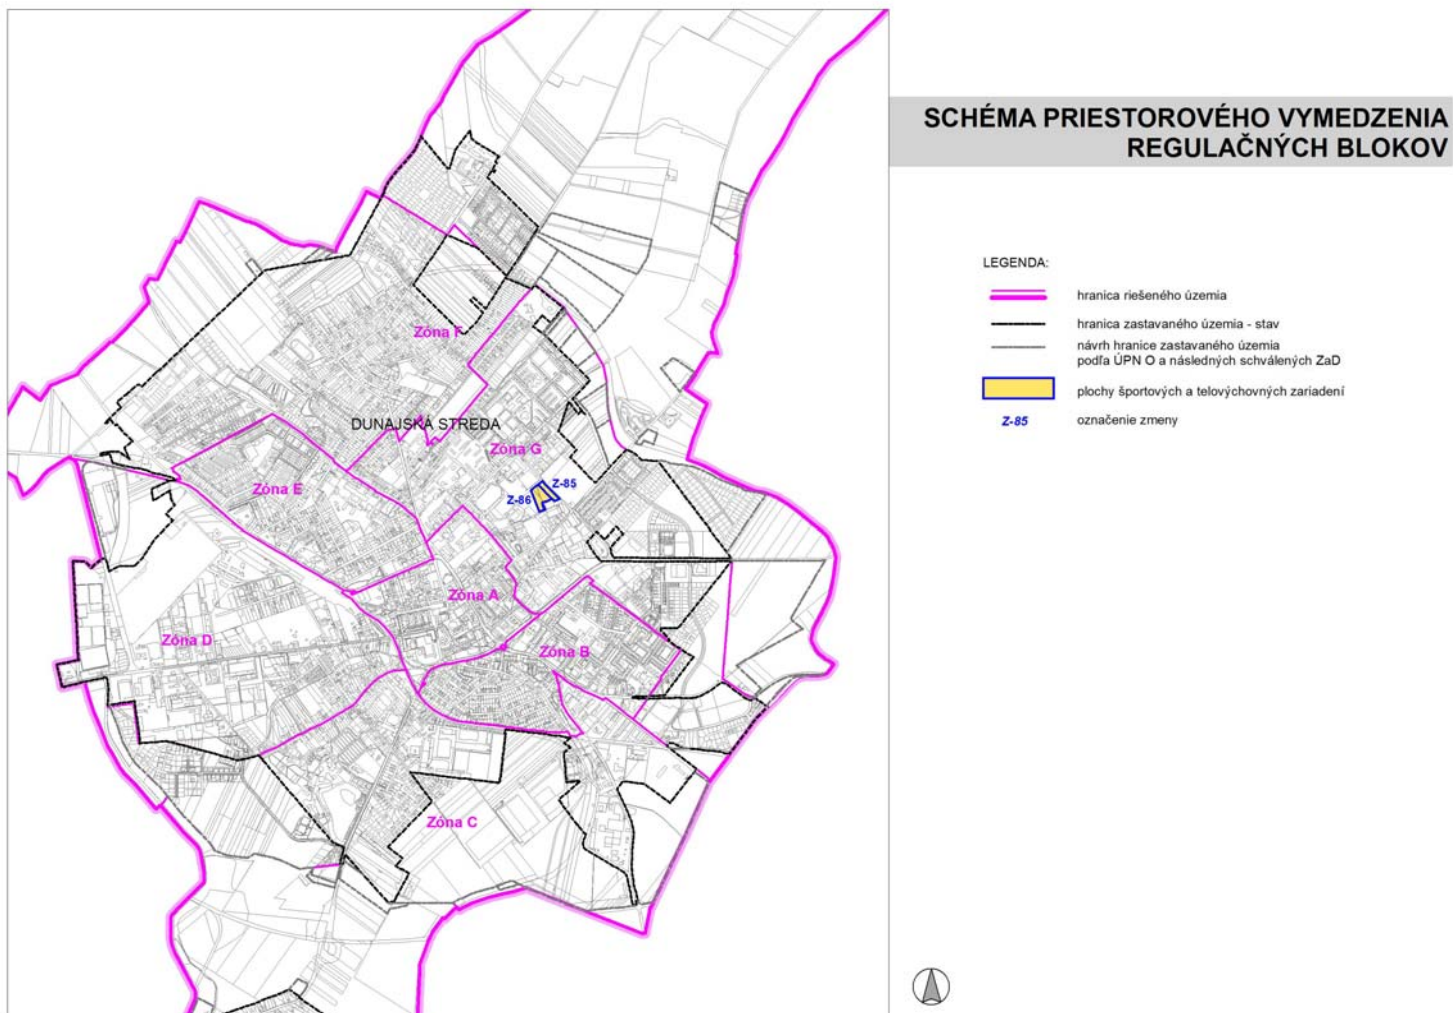 SCHÉMA PRIESTOROVÉHO VYMEDZENIA
REGULAČNÝCH BLOKOV
LEGENDA:
hranica riešeného územia
hranica zastavaného územia - stav
návrh hranice zastavaného územia
podľa ÚPN O a následných schválených ZaD
plochy športových a telovýchovných zariadení
Z-85
označenie zmeny
Zóna F
DUNAJSKÁ STREDA
Zóna G
Zóna E
Z-85
Z-86
Zóna A
Zóna D
Zóna B
Zóna C